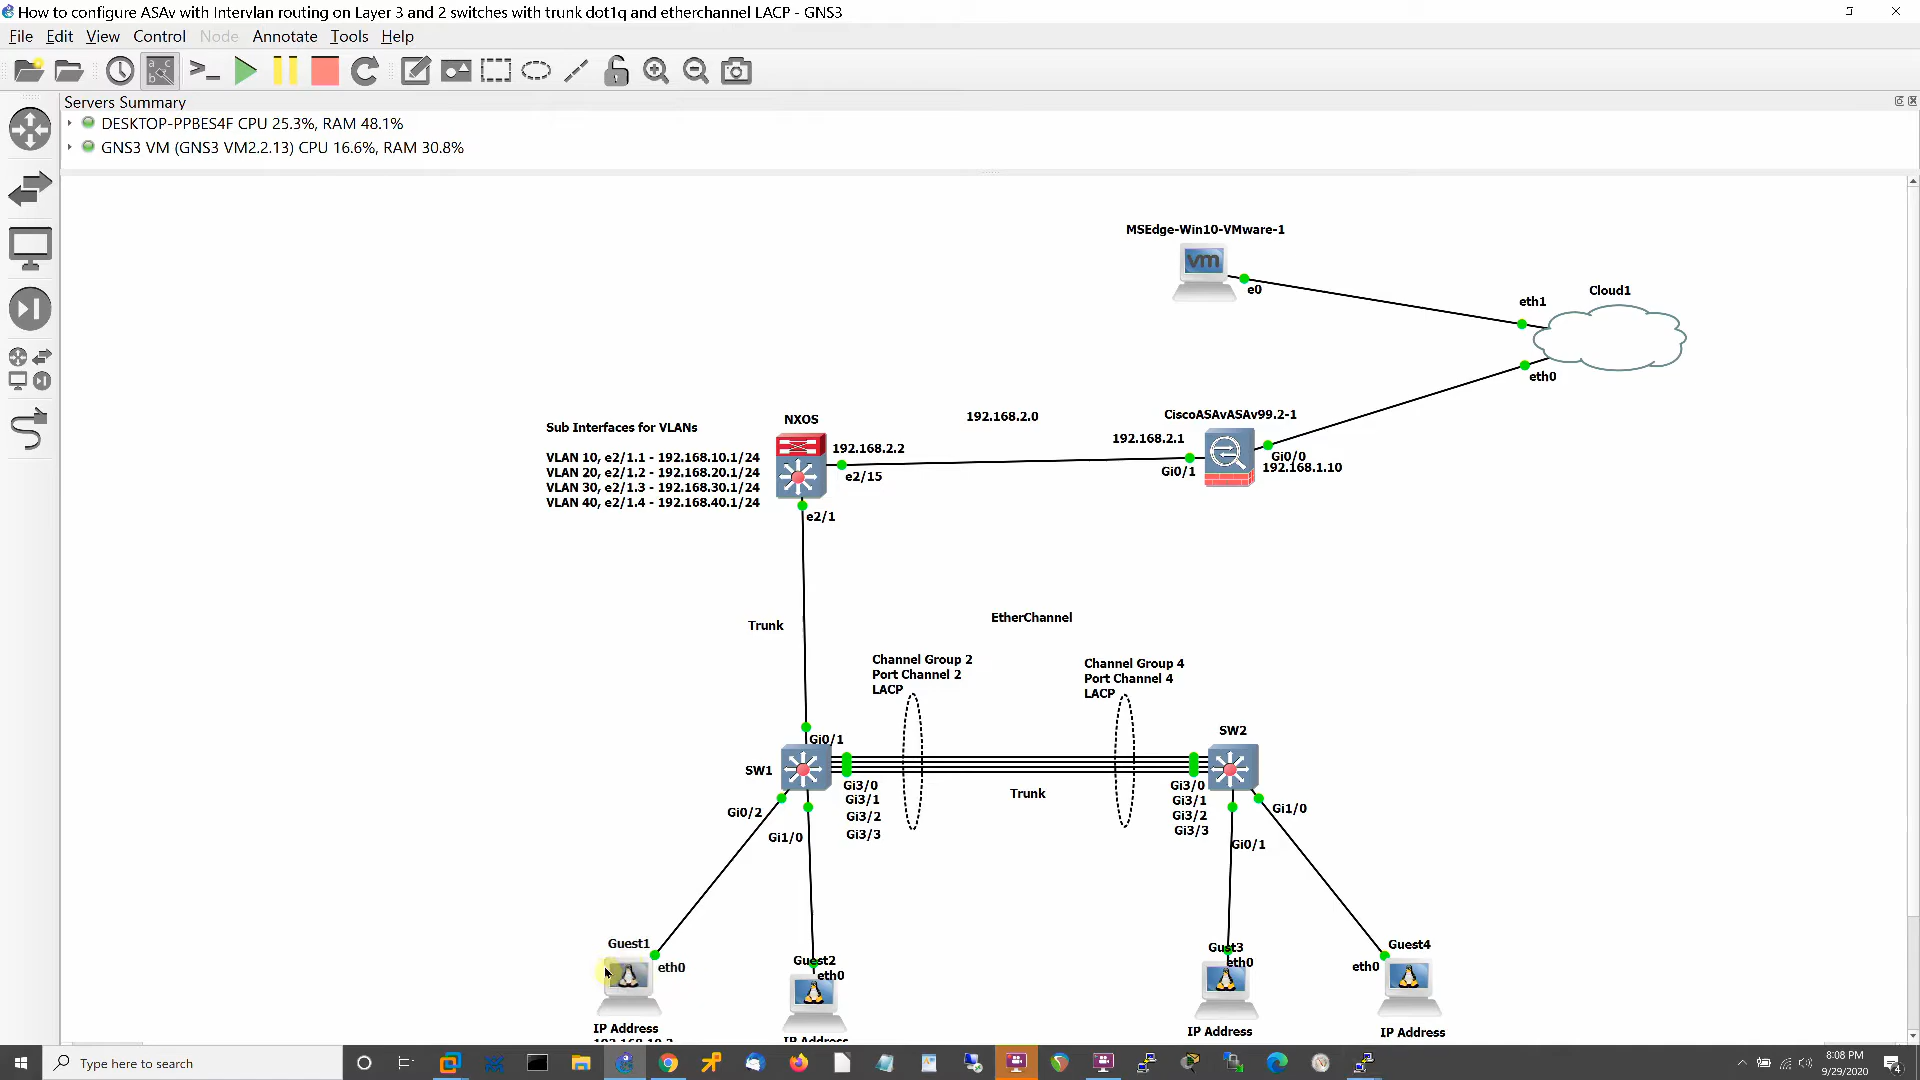 How to configure ASAv with Intervlan routing on Layer 3 and 2 switches with trunk dot1q and etherchannel LACP - GNS3
File Edit View Control Node Annotate Tools Help
Servers Summary
DESKTOP-PPBES4F CPU 25.3%, RAM 48.1%
GNS3 VM (GNS3 VM2.2.13) CPU 16.6%, RAM 30.8%
MSEdge-Win10-VMware-1
vm
e0
eth1
Cloud1
eth0
Sub Interfaces for VLANs
VLAN 10, e2/1.1 - 192.168.10.1/24
VLAN 20, e2/1.2 - 192.168.20.1/24
VLAN 30, e2/1.3 - 192.168.30.1/24
VLAN 40, e2/1.4 - 192.168.40.1/24
NXOS
192.168.2.2
e2/15
e2/1
192.168.2.0
CiscoASAvASAv99.2-1
192.168.2.1
Gi0/1
Gi0/0
192.168.1.10
Trunk
EtherChannel
Channel Group 2
Port Channel 2
LACP
Channel Group 4
Port Channel 4
LACP
Gi0/1
SW1
SW2
Gi3/0
Gi3/1
Gi3/2
Gi3/3
Trunk
Gi3/0
Gi3/1
Gi3/2
Gi3/3
Gi0/2
Gi1/0
Gi0/1
Gi1/0
Guest1
eth0
IP Address
Guest2
eth0
IP Address
Gust3
eth0
IP Address
Guest4
eth0
IP Address
Type here to search
8:08 PM
9/29/2020
4